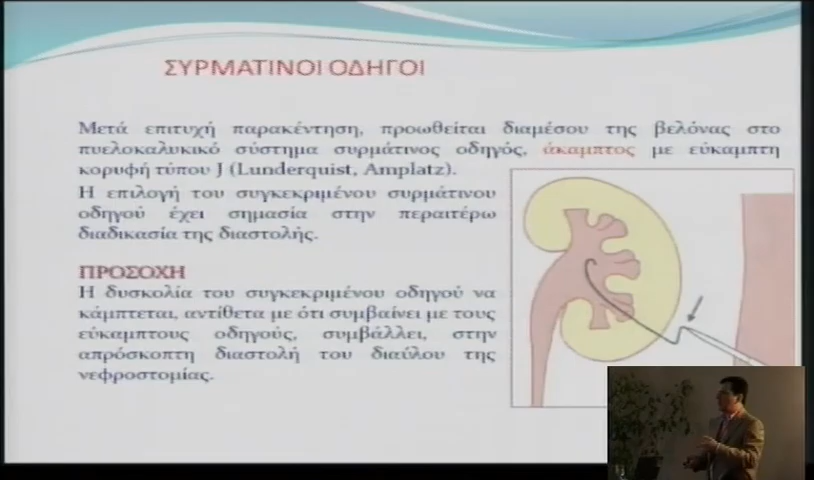 ΣΥΡΜΑΤΙΝΟΙ ΟΔΗΓΟΙ
Μετά επιτυχή παρακέντηση, προωθείται διαμέσου της βελόνας στο
πυελοκαλυκικό σύστημα συρμάτινος οδηγός, άκαμπτος με εύκαμπτη
κορυφή τύπου J (Lunderquist, Amplatz).
Η επιλογή του συγκεκριμένου συρμάτινου
οδηγού έχει σημασία στην περαιτέρω
διαδικασία της διαστολής.
ΠΡΟΣΟΧΗ
Η δυσκολία του συγκεκριμένου οδηγού να
κάμπτεται, αντίθετα με ότι συμβαίνει με τους
εύκαμπτους οδηγούς, συμβάλλει, στην
απρόσκοπτη διαστολή του διαύλου της
νεφροστομίας.